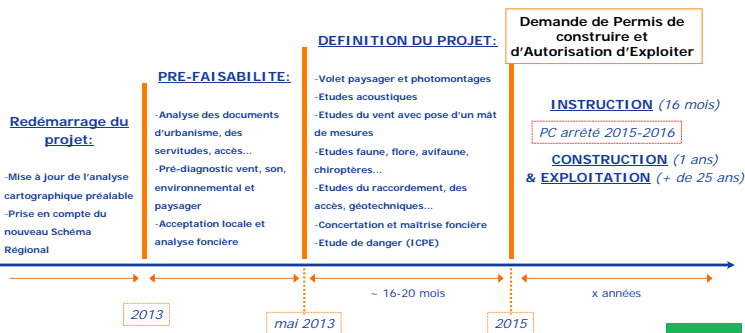 Redémarrage du
projet:
-Mise à jour de l'analyse
cartographique préalable
-Prise en compte du
nouveau Schéma
Régional
PRE-FAISABILITE:
-Analyse des documents
d'urbanisme, des
servitudes, accès...
-Pré-diagnostic vent, son,
environnemental et
paysager
-Acceptation locale et
analyse foncière
DEFINITION DU PROJET:
-Volet paysager et photomontages
-Etudes acoustiques
-Etudes du vent avec pose d'un mât
de mesures
-Etudes faune, flore, avifaune,
chiroptères...
-Etudes du raccordement, des
accès, géotechniques...
-Concertation et maîtrise foncière
-Etude de danger (ICPE)
Demande de Permis de
construire et
d'Autorisation d'Exploiter
INSTRUCTION (16 mois)
PC arrêté 2015-2016
CONSTRUCTION (1 ans)
& EXPLOITATION (+ de 25 ans)
~ 16-20 mois
x années
2013
mai 2013
2015